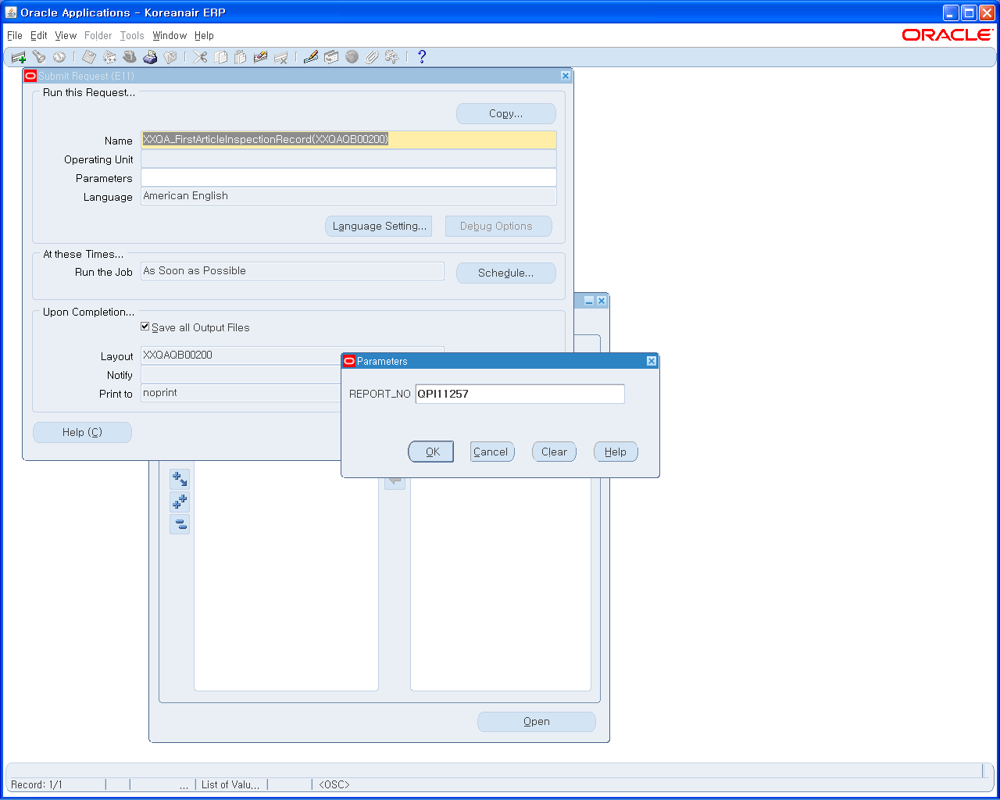 Oracle Applications - Koreanair ERP
File Edit View Folder Tools Window Help
ORACLE
Submit Request (E11)
Run this Request...
Copy...
Name XXQA_FirstArticleInspectionRecord(XXQAQB00200)
Operating Unit
Parameters
Language American English
Language Setting...
Debug Options
At these Times...
Run the Job As Soon as Possible
Schedule...
Upon Completion...
Save all Output Files
Layout XXQAQB00200
Notify
Print to noprint
Help (C)
Parameters
REPORT_NO QPI11257
OK Cancel Clear Help
Open
Record: 1/1 ... List of Valu... <OSC>